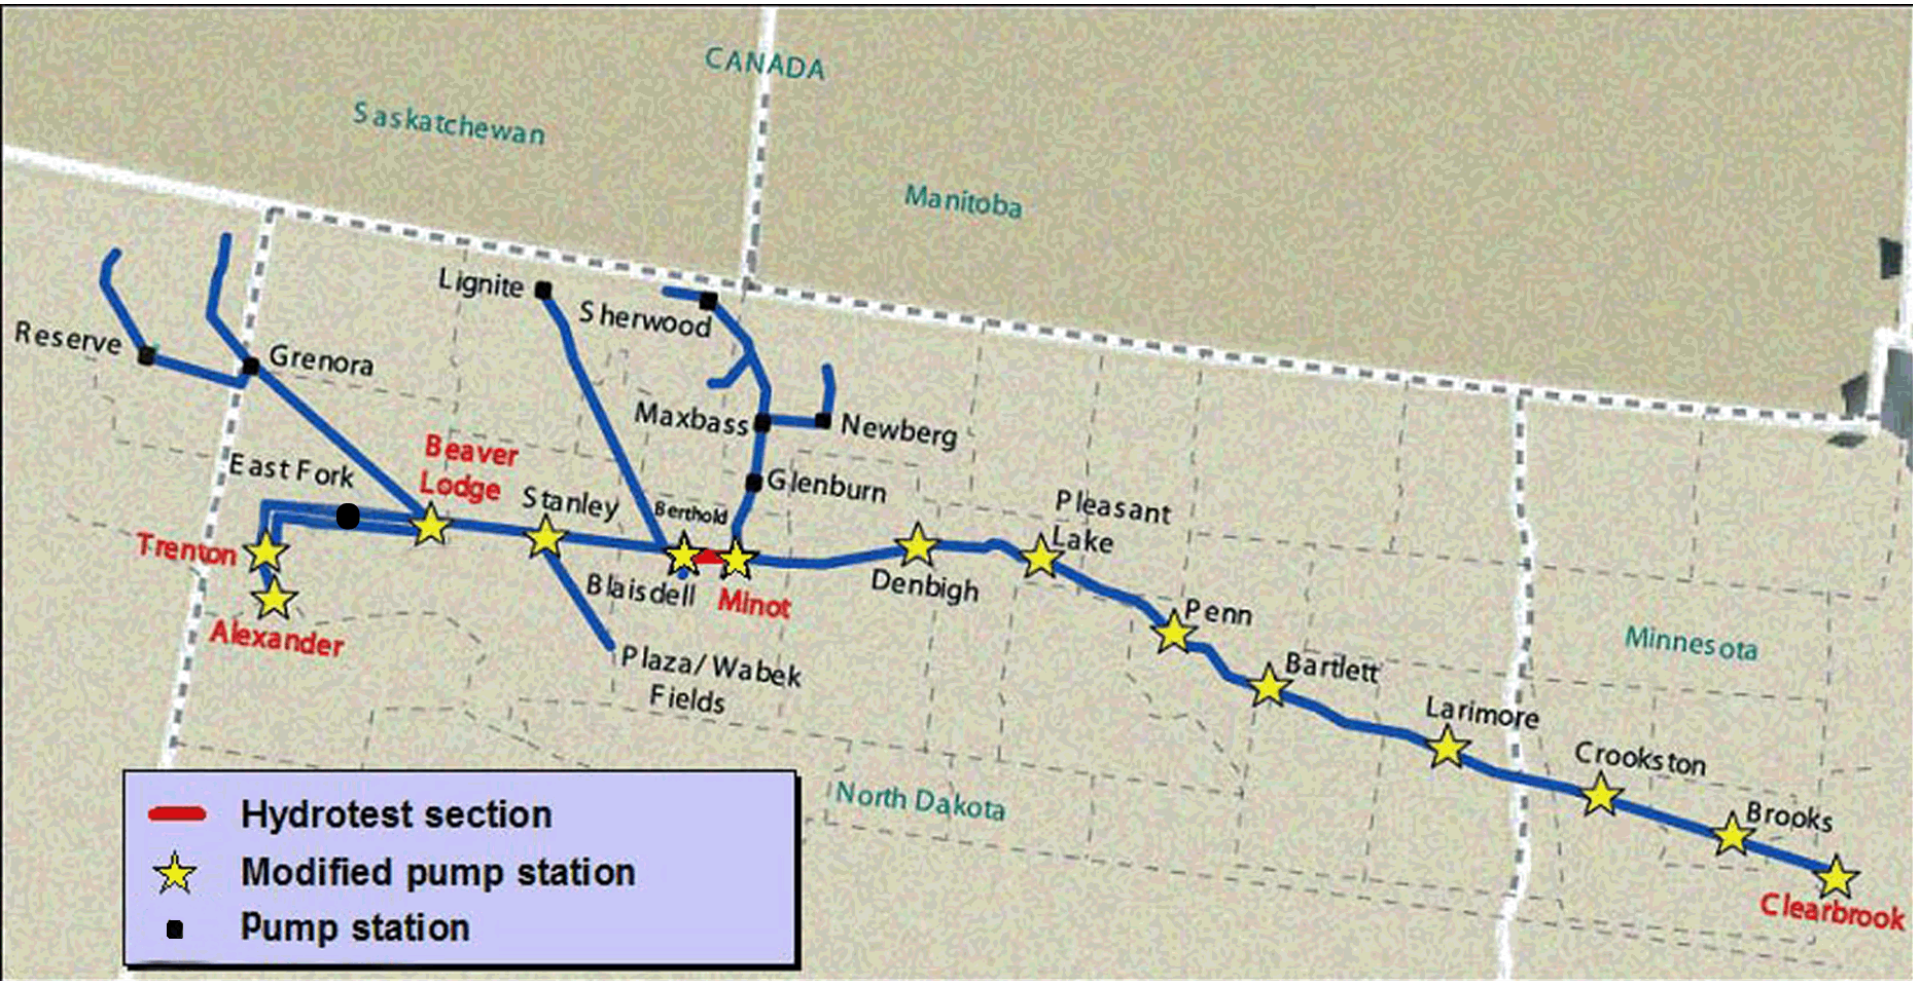 CANADA
Saskatchewan
Manitoba
Lignite
Sherwood
Reserve
Grenora
Maxbass
Newberg
Beaver
Lodge
East Fork
Stanley
Glenburn
Berthold
Pleasant
Lake
Trenton
Blaisdell
Minot
Denbigh
Alexander
Penn
Plaza/Wabek
Fields
Bartlett
Minnesota
Larimore
Crookston
North Dakota
Brooks
Clearbrook
Hydrotest section
Modified pump station
Pump station